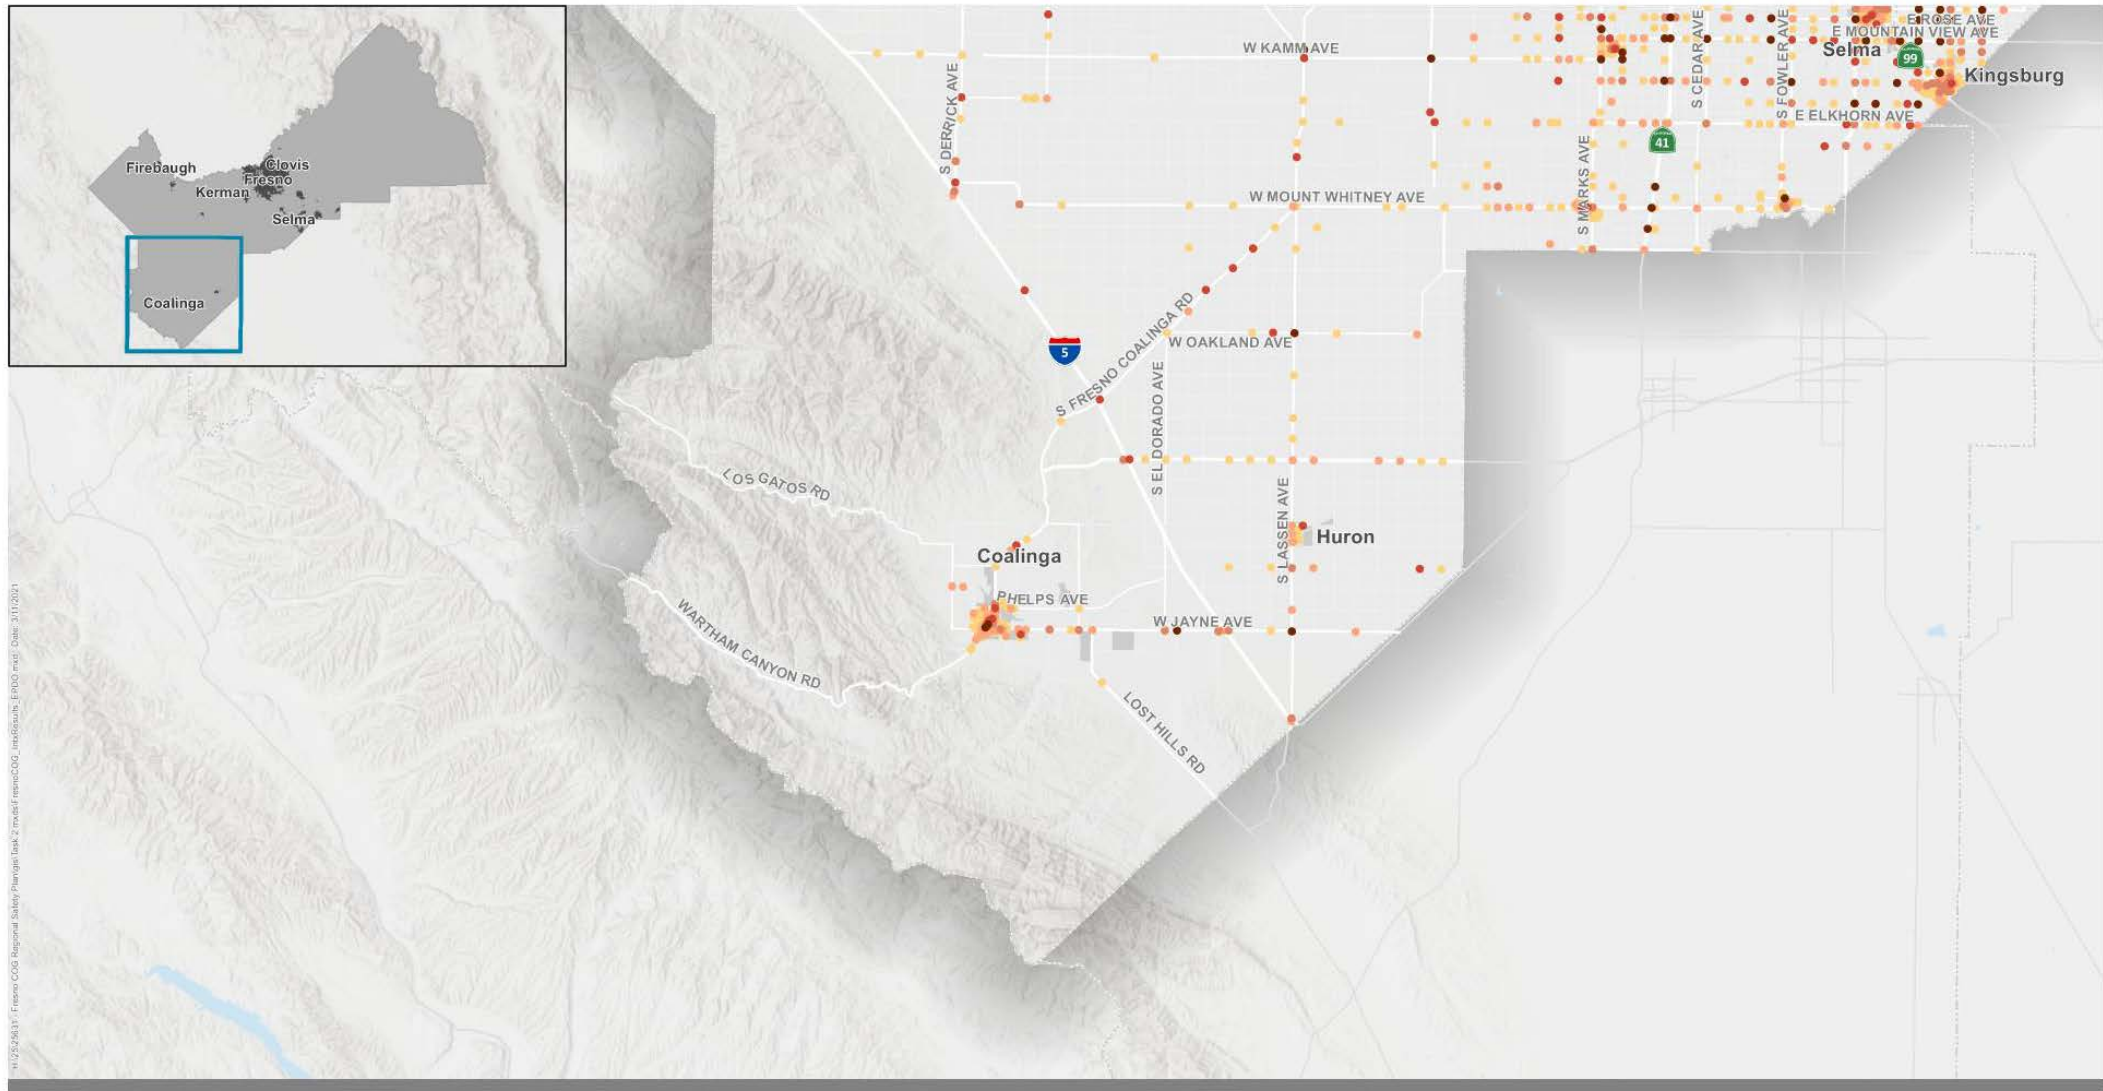 Firebaugh
Clovis
Fresno
Kerman
Selma
Coalinga
E ROSE AVE
E MOUNTAIN VIEW AVE
W KAMM AVE
Selma
99
Kingsburg
S DERRICK AVE
S CEDAR AVE
S FOWLER AVE
E ELKHORN AVE
41
S MARKS AVE
W MOUNT WHITNEY AVE
S FRESNO COALINGA RD
W OAKLAND AVE
5
S EL DORADO AVE
LOS GATOS RD
S LASSEN AVE
Huron
Coalinga
PHELPS AVE
W JAYNE AVE
WARTHAM CANYON RD
LOST HILLS RD